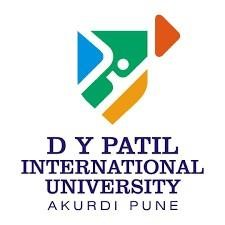 D Y PATIL
INTERNATIONAL
UNIVERSITY
AKURDI PUNE